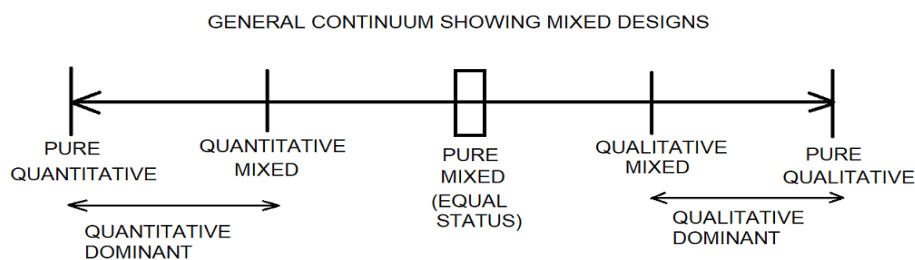 GENERAL CONTINUUM SHOWING MIXED DESIGNS
PURE
QUANTITATIVE
QUANTITATIVE
MIXED
PURE
MIXED
(EQUAL
STATUS)
QUALITATIVE
MIXED
PURE
QUALITATIVE
QUANTITATIVE
DOMINANT
QUALITATIVE
DOMINANT